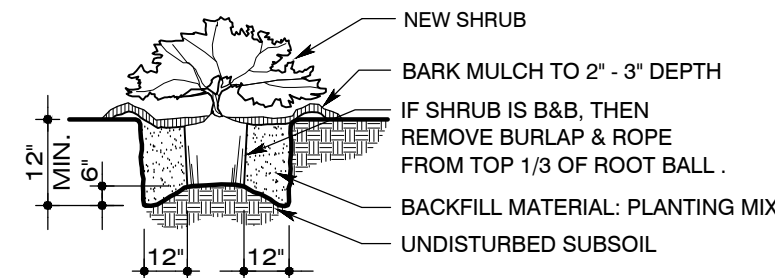 NEW SHRUB
BARK MULCH TO 2" - 3" DEPTH
IF SHRUB IS B&B, THEN
REMOVE BURLAP & ROPE
FROM TOP 1/3 OF ROOT BALL .
BACKFILL MATERIAL: PLANTING MIX
UNDISTURBED SUBSOIL
12"
MIN.
6"
12"
12"